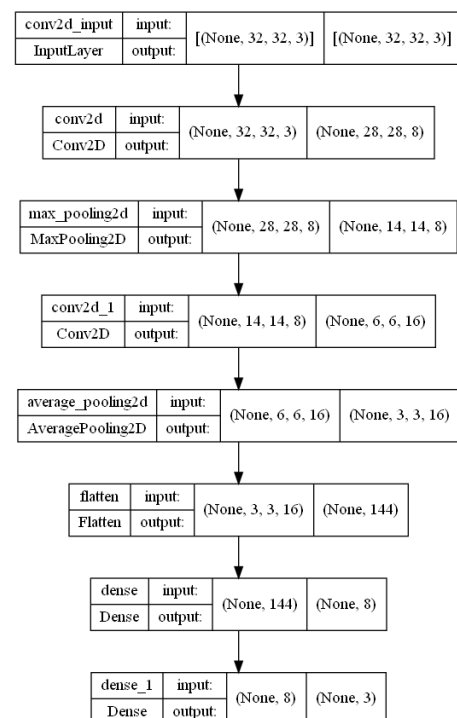 conv2d_input input: [(None, 32, 32, 3)] [(None, 32, 32, 3)]
InputLayer output:
conv2d input: (None, 32, 32, 3) (None, 28, 28, 8)
Conv2D output:
max_pooling2d input: (None, 28, 28, 8) (None, 14, 14, 8)
MaxPooling2D output:
conv2d_1 input: (None, 14, 14, 8) (None, 6, 6, 16)
Conv2D output:
average_pooling2d input: (None, 6, 6, 16) (None, 3, 3, 16)
AveragePooling2D output:
flatten input: (None, 3, 3, 16) (None, 144)
Flatten output:
dense input: (None, 144) (None, 8)
Dense output:
dense_1 input: (None, 8) (None, 3)
Dense output: